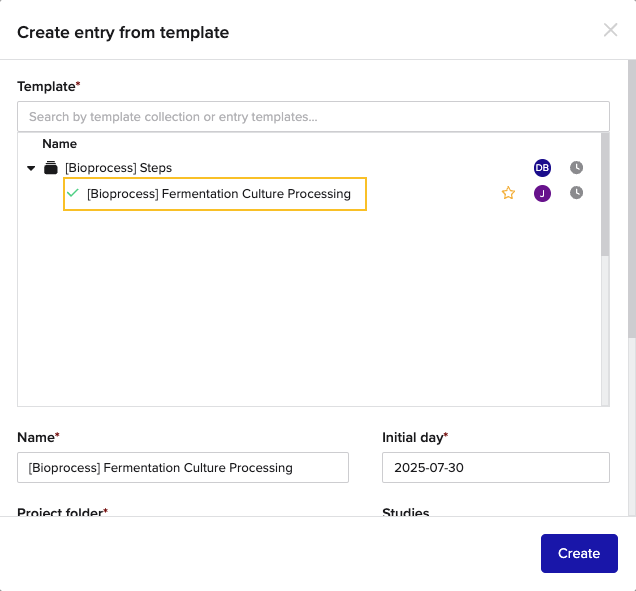 Create entry from template
Template*
Search by template collection or entry templates...
Name
[Bioprocess] Steps DB
[Bioprocess] Fermentation Culture Processing J
Name* Initial day*
[Bioprocess] Fermentation Culture Processing 2025-07-30
Project folder* Studies
Create